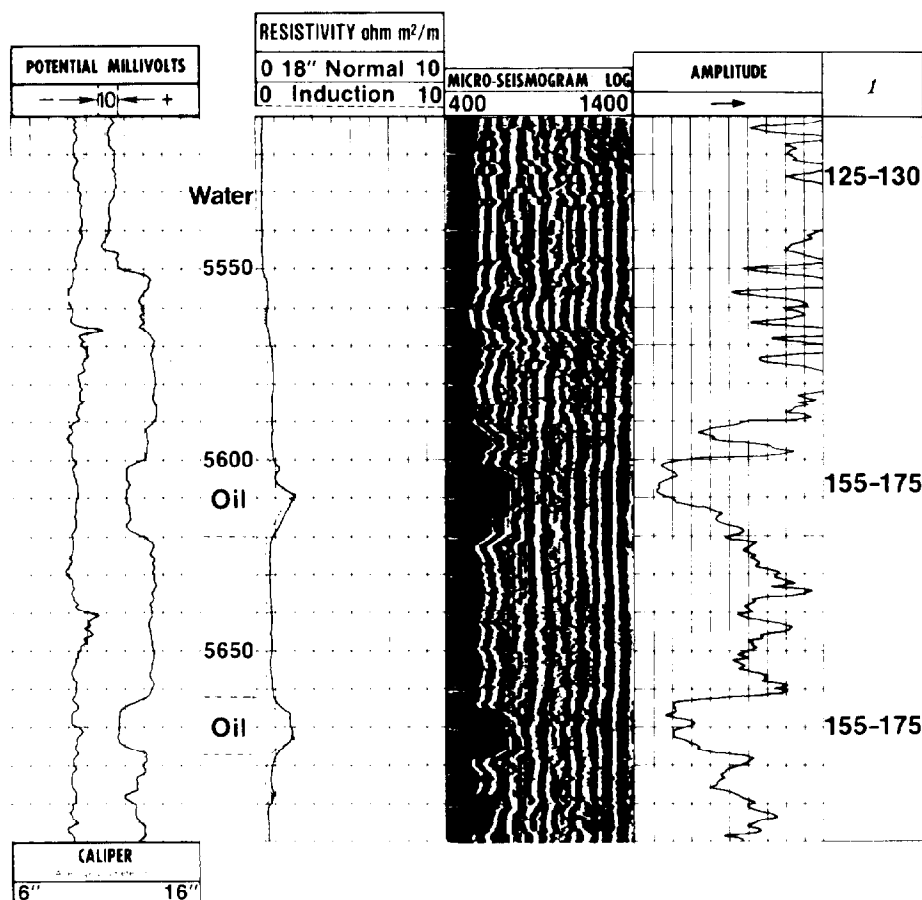 RESISTIVITY ohm m²/m
POTENTIAL MILLIVOLTS
0 18" Normal 10
MICRO-SEISMOGRAM LOG
AMPLITUDE
1
- 10 +
0 Induction 10
400 1400
125-130
Water
5550
5600
Oil
155-175
5650
Oil
155-175
CALIPER
6" 16"